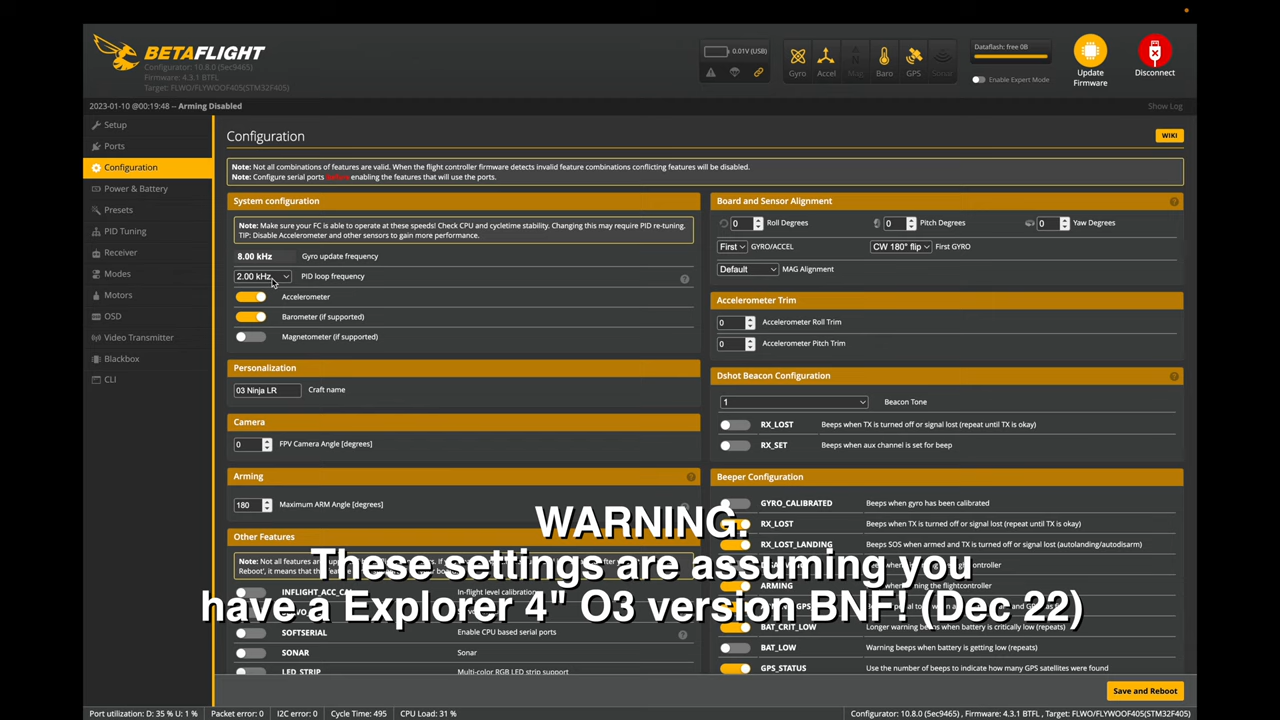 BETAFLIGHT
Configurator: 10.8.0 (5ec9465)
Firmware: 4.3.1 BTFL
Target: FLWO/FLYWOOF405(STM32F405)
0.01V (USB)
Gyro
Accel
Mag
Baro
GPS
Sonar
Dataflash: free 0B
Enable Expert Mode
Update
Firmware
Disconnect
2023-01-10 @00:19:48 -- Arming Disabled
Show Log
Setup
Ports
Configuration
Power & Battery
Presets
PID Tuning
Receiver
Modes
Motors
OSD
Video Transmitter
Blackbox
CLI
Configuration
WIKI
Note: Not all combinations of features are valid. When the flight controller firmware detects invalid feature combinations conflicting features will be disabled.
Note: Configure serial ports before enabling the features that will use the ports.
System configuration
Note: Make sure your FC is able to operate at these speeds! Check CPU and cycletime stability. Changing this may require PID re-tuning.
TIP: Disable Accelerometer and other sensors to gain more performance.
8.00 kHz Gyro update frequency
2.00 kHz PID loop frequency
Accelerometer
Barometer (if supported)
Magnetometer (if supported)
Personalization
03 Ninja LR Craft name
Camera
0 FPV Camera Angle [degrees]
Arming
180 Maximum ARM Angle [degrees]
Other Features
Note: Not all features are
Reboot', it means that the
INFLIGHT_ACC_CAL In-flight level calibration
SOFTSERIAL Enable CPU based serial ports
SONAR Sonar
LED_STRIP Multi-color RGB LED strip support
Board and Sensor Alignment
0 Roll Degrees 0 Pitch Degrees 0 Yaw Degrees
First GYRO/ACCEL CW 180° flip First GYRO
Default MAG Alignment
Accelerometer Trim
0 Accelerometer Roll Trim
0 Accelerometer Pitch Trim
Dshot Beacon Configuration
1 Beacon Tone
RX_LOST Beeps when TX is turned off or signal lost (repeat until TX is okay)
RX_SET Beeps when aux channel is set for beep
Beeper Configuration
GYRO_CALIBRATED Beeps when gyro has been calibrated
RX_LOST Beeps when TX is turned off or signal lost (repeat until TX is okay)
RX_LOST_LANDING Beeps SOS when armed and TX is turned off or signal lost (autolanding/autodisarm)
ARMING
BAT_CRIT_LOW Longer warning beeps when battery is critically low (repeats)
BAT_LOW Warning beeps when battery is getting low (repeats)
GPS_STATUS Use the number of beeps to indicate how many GPS satellites were found
WARNING:
These settings are assuming you
have a Explorer 4" O3 version BNF! (Dec 22)
Save and Reboot
Port utilization: D: 35 % U: 1 % Packet error: 0 I2C error: 0 Cycle Time: 495 CPU Load: 31 %
Configurator: 10.8.0 (5ec9465) , Firmware: 4.3.1 BTFL, Target: FLWO/FLYWOOF405(STM32F405)